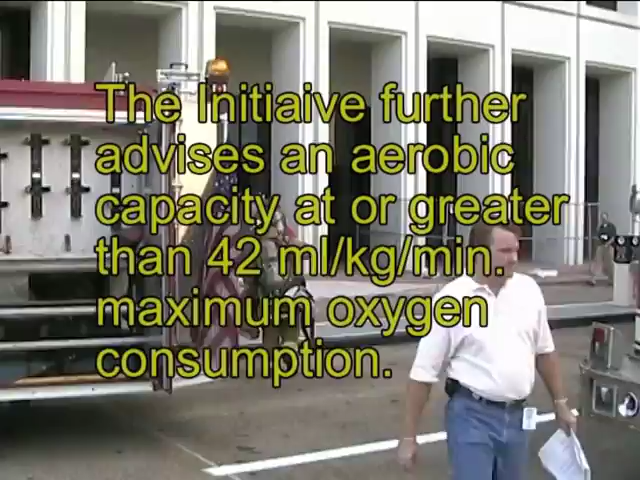 The Initiaive further
advises an aerobic
capacity at or greater
than 42 ml/kg/min.
maximum oxygen
consumption.